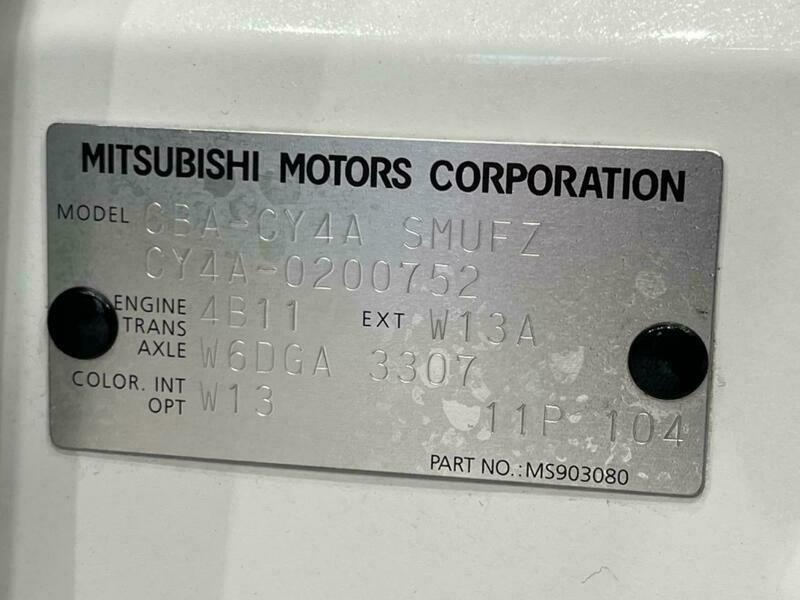 MITSUBISHI MOTORS CORPORATION
MODEL CBA-CY4A SMUFZ
CY4A-0200752
ENGINE 4B11 EXT W13A
TRANS AXLE W6DGA 3307
COLOR. INT OPT W13 11P 104
PART NO.:MS903080